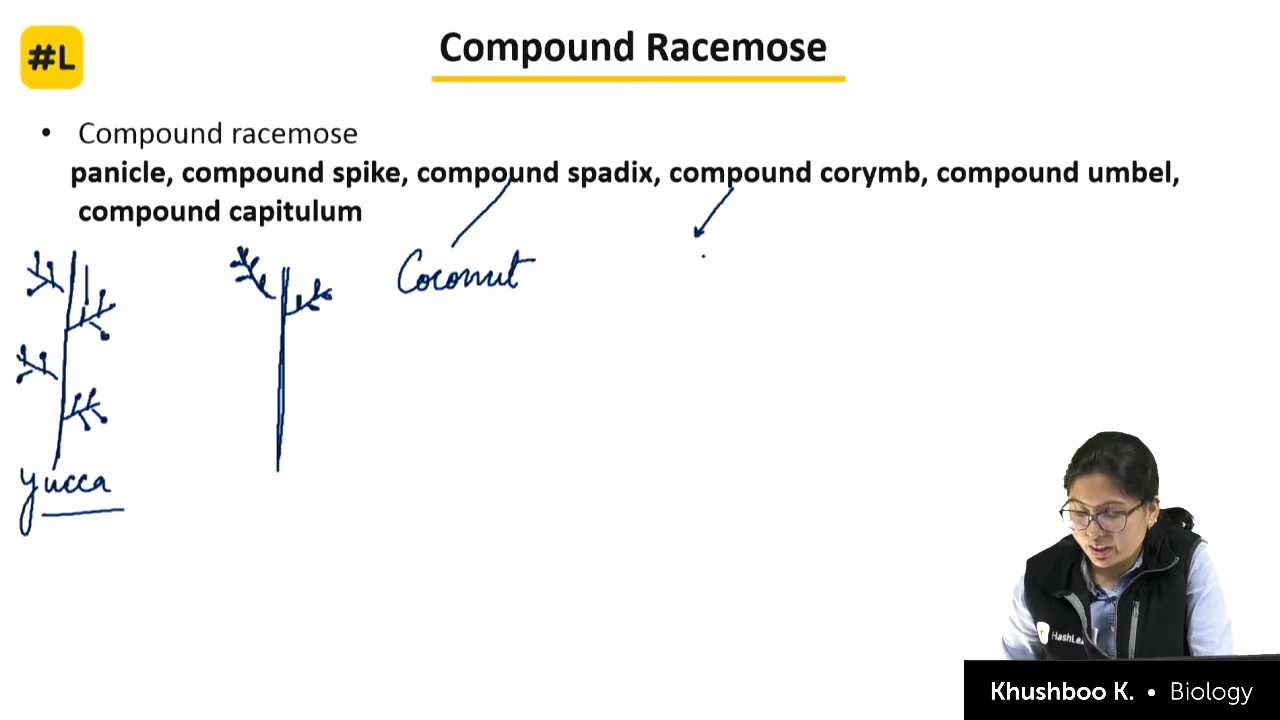 #L
Compound Racemose
• Compound racemose
panicle, compound spike, compound spadix, compound corymb, compound umbel,
compound capitulum
Coconut
yucca
Khushboo K. • Biology